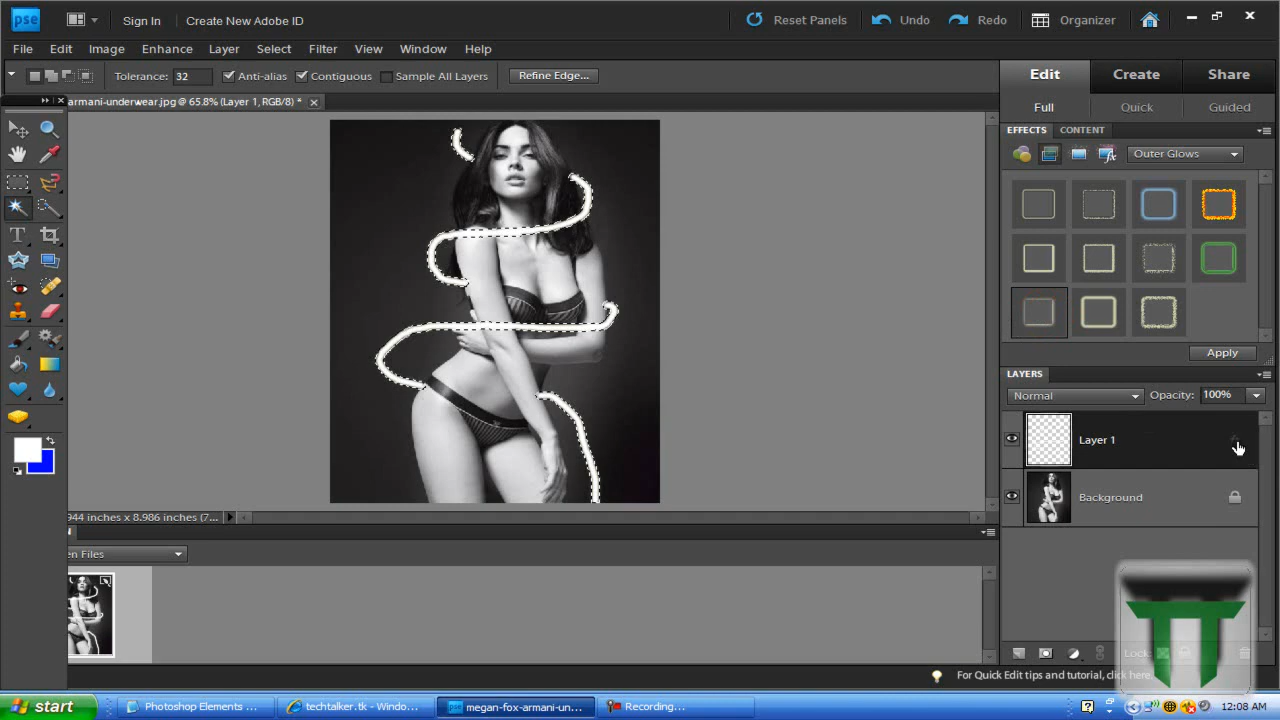 pse Sign In Create New Adobe ID Reset Panels Undo Redo Organizer
File Edit Image Enhance Layer Select Filter View Window Help
Tolerance: 32 Anti-alias Contiguous Sample All Layers Refine Edge...
Edit Create Share
Full Quick Guided
armani-underwear.jpg @ 65.8% (Layer 1, RGB/8) *
EFFECTS CONTENT
Outer Glows
Apply
LAYERS
Normal Opacity: 100%
Layer 1
Background
944 inches x 8.986 inches (7...
en Files
Lock:
TT
For Quick Edit tips and tutorial, click here.
start Photoshop Elements ... techtalker.tk - Windo... megan-fox-armani-un... Recording... 12:08 AM